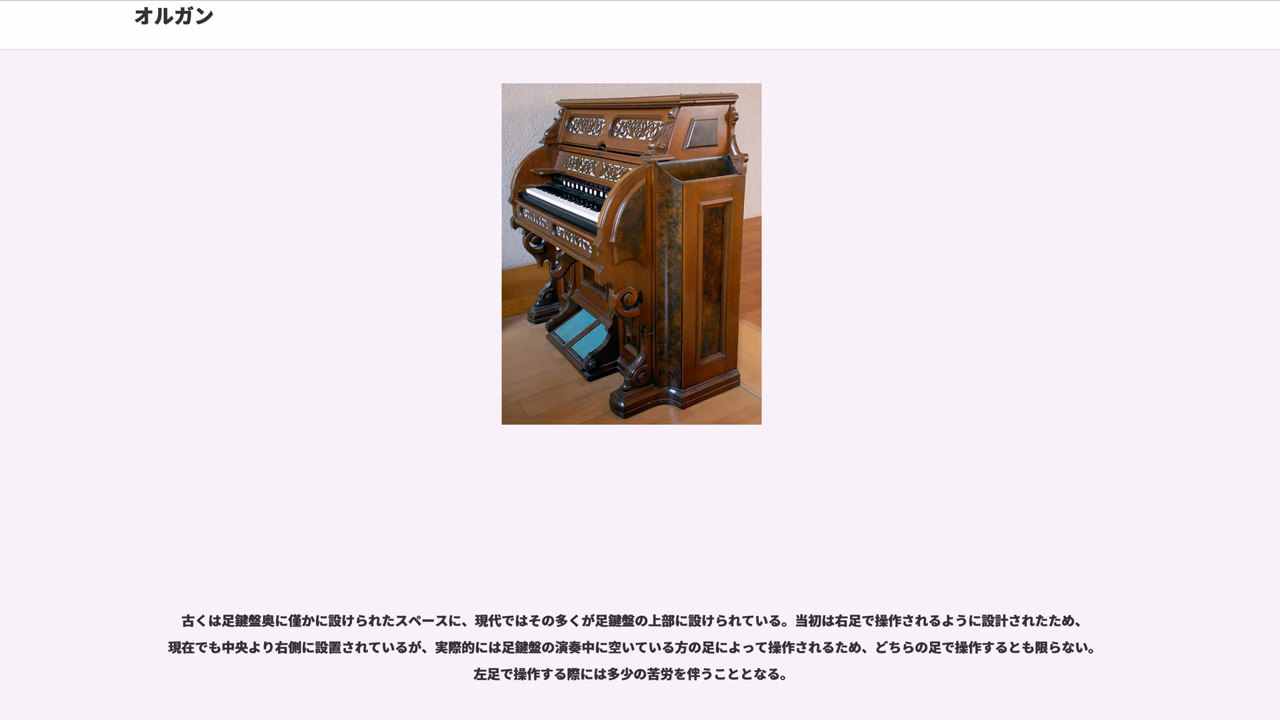 オルガン
古くは足鍵盤奥に僅かに設けられたスペースに、現代ではその多くが足鍵盤の上部に設けられている。当初は右足で操作されるように設計されたため、
現在でも中央より右側に設置されているが、実際的には足鍵盤の演奏中に空いている方の足によって操作されるため、どちらの足で操作するとも限らない。
左足で操作する際には多少の苦労を伴うこととなる。